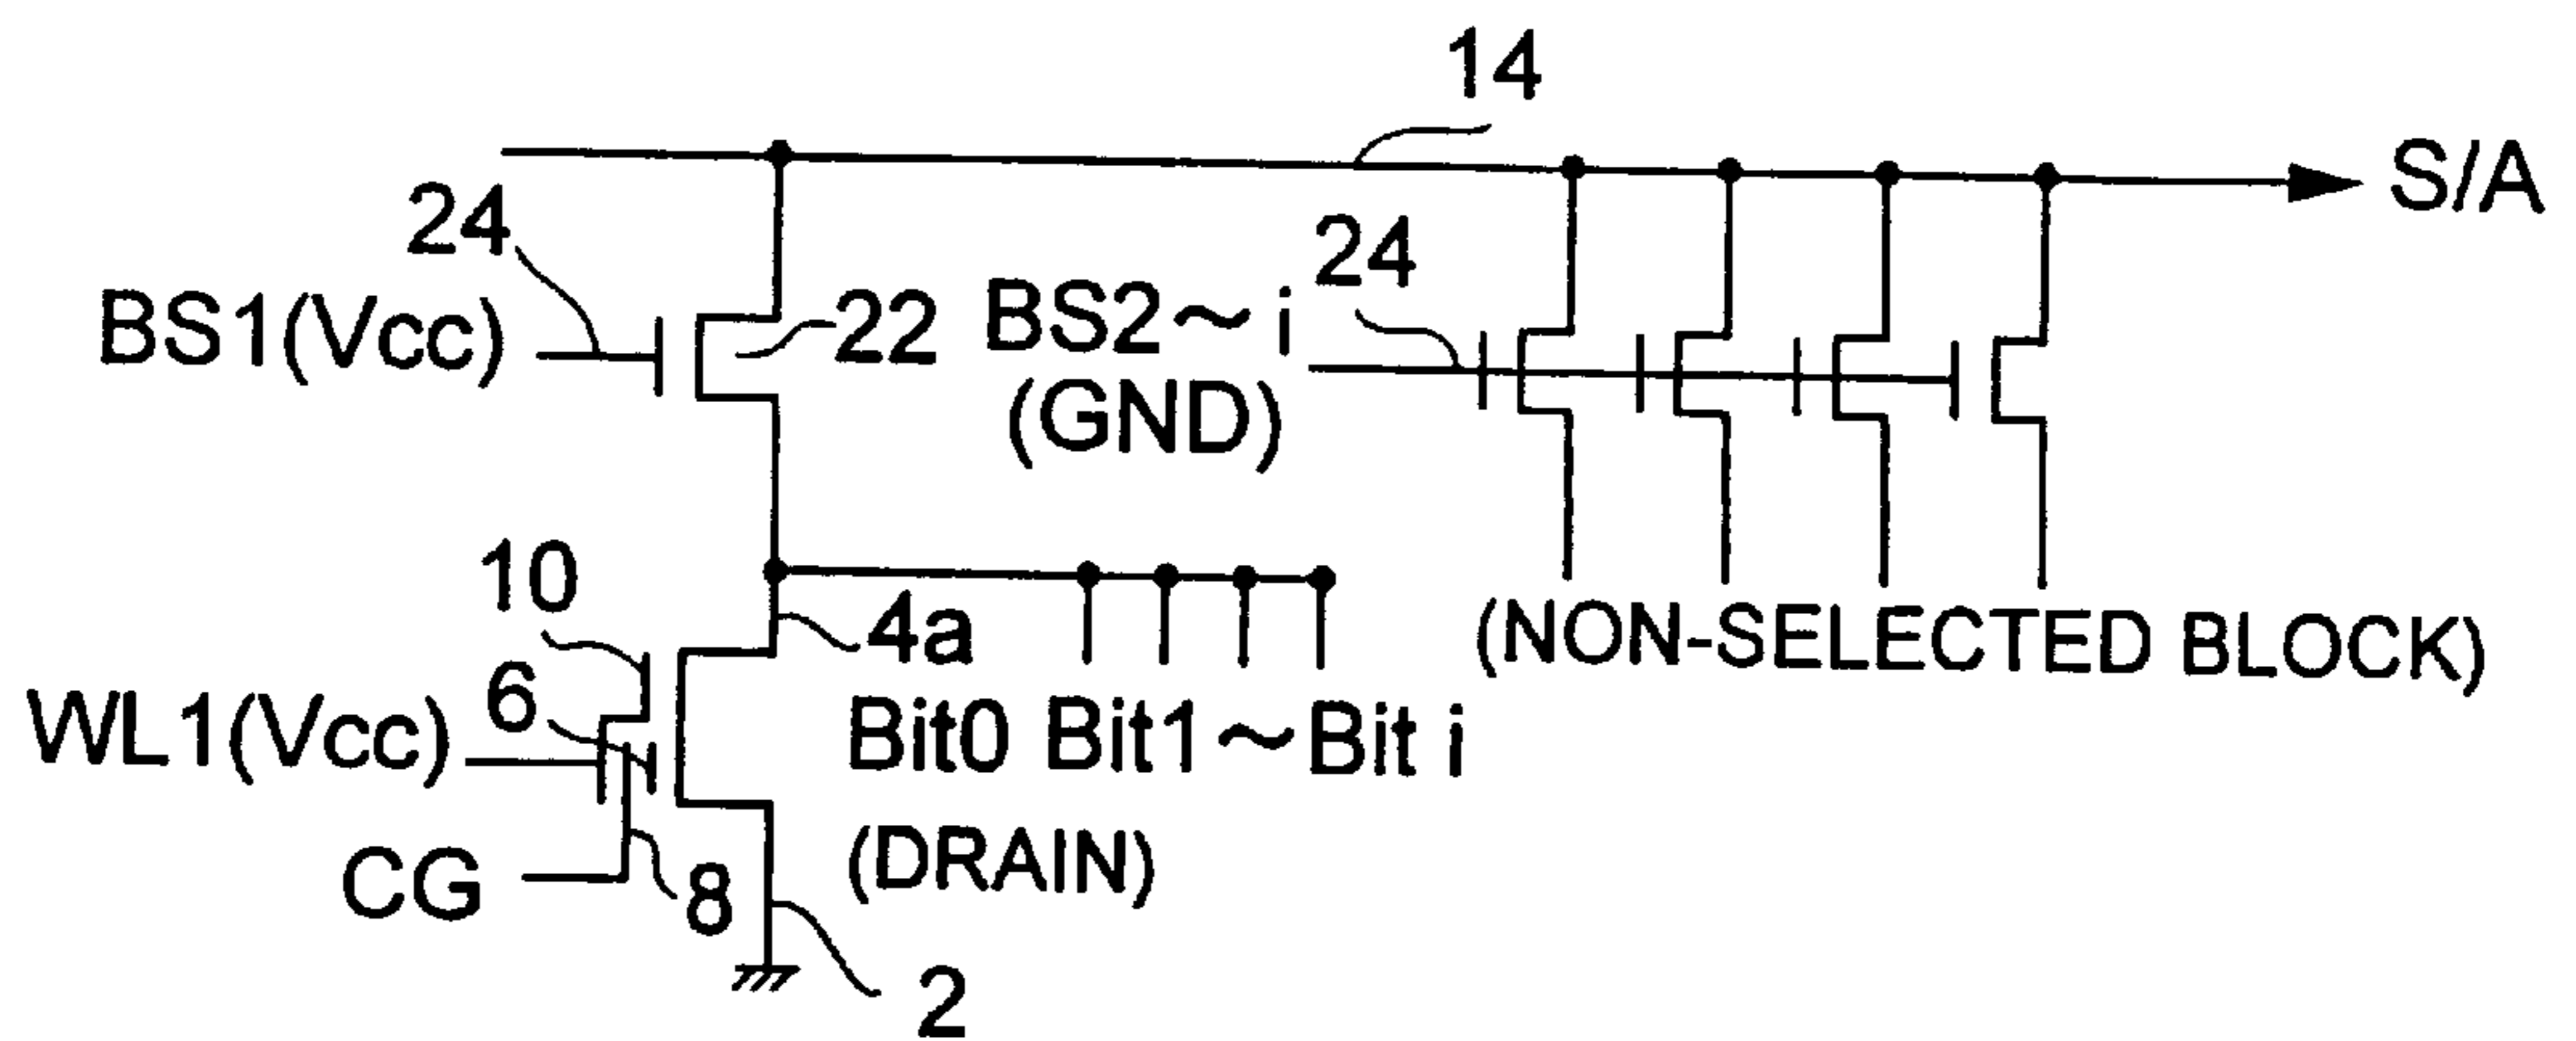 14
S/A
24
24
BS1(Vcc)
22
BS2～i
(GND)
10
4a
(NON-SELECTED BLOCK)
6
WL1(Vcc)
Bit0 Bit1～Bit i
CG
8
(DRAIN)
2